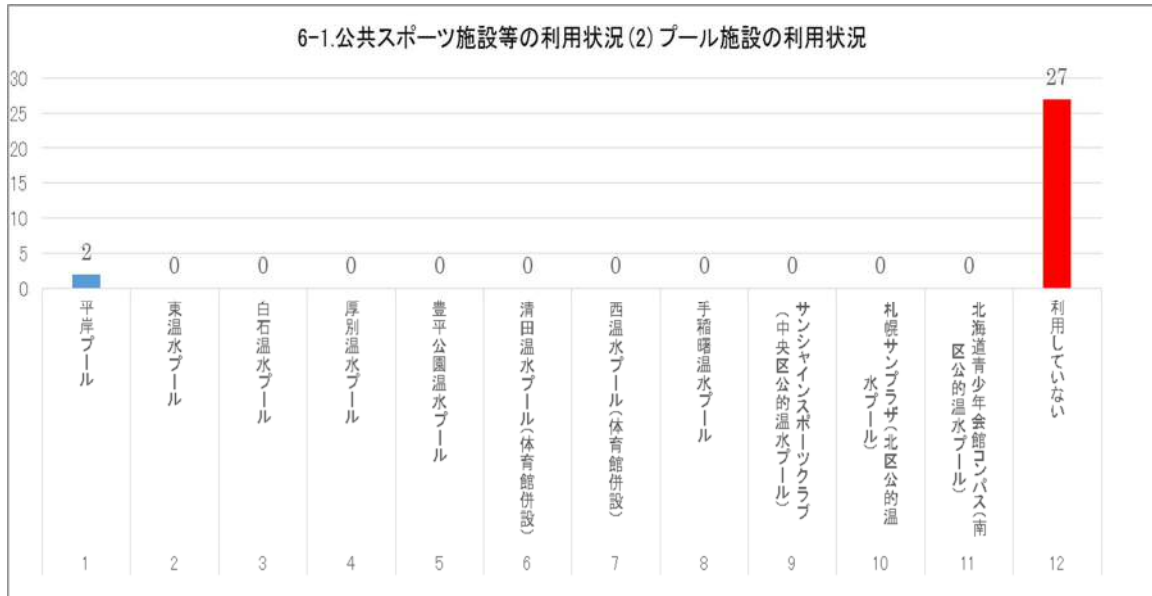 6-1.公共スポーツ施設等の利用状況(2) プール施設の利用状況
30
25
20
15
10
5
0
2
0
0
0
0
0
0
0
0
0
0
27
平岸プール
東温水プール
白石温水プール
厚別温水プール
豊平公園温水プール
清田温水プール(体育館併設)
西温水プール(体育館併設)
手稲曙温水プール
サンシャインスポーツクラブ
(中央区公的温水プール)
札幌サンプラザ(北区公的温
水プール)
北海道青少年会館コンパス(南
区公的温水プール)
利用していない
1
2
3
4
5
6
7
8
9
10
11
12